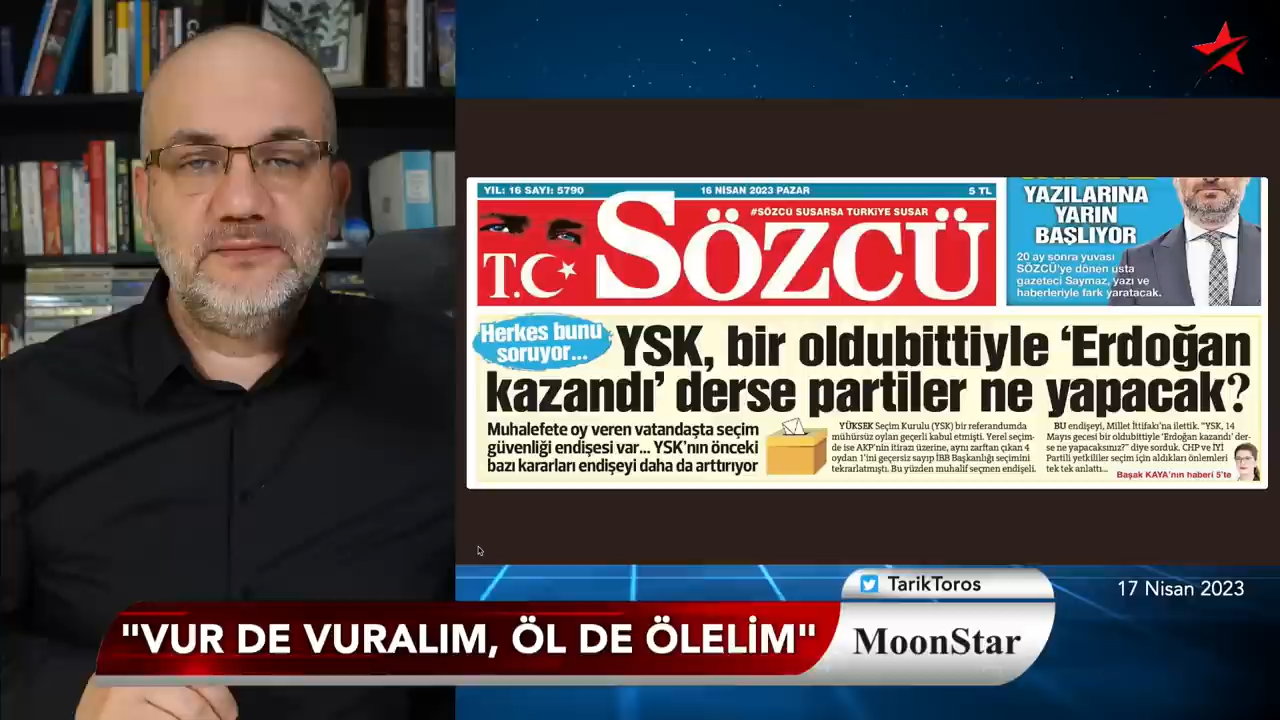 YIL: 16 SAYI: 5790
16 NİSAN 2023 PAZAR
5 TL
#SÖZCÜ SUSARSA TÜRKİYE SUSAR
T.C
SÖZCÜ
YAZILARINA
YARIN
BAŞLIYOR
20 ay sonra yuvası
SÖZCÜ'ye dönen usta
gazeteci Saymaz, yazı ve
haberleriyle fark yaratacak.
Herkes bunu
soruyor...
YSK, bir oldubittiyle 'Erdoğan
kazandı' derse partiler ne yapacak?
Muhalefete oy veren vatandaşta seçim
güvenliği endişesi var... YSK'nın önceki
bazı kararları endişeyi daha da arttırıyor
YÜKSEK Seçim Kurulu (YSK) bir referandumda
mühürsüz oyları geçerli kabul etmişti. Yerel seçim-
de ise AKP'nin itirazı üzerine, aynı zarftan çıkan 4
oydan 1'ini geçersiz sayıp İBB Başkanlığı seçimini
tekrarlatmıştı. Bu yüzden muhalif seçmen endişeli.
BU endişeyi, Millet İttifakı'na ilettik. "YSK, 14
Mayıs gecesi bir oldubittiyle 'Erdoğan kazandı' der-
se ne yapacaksınız?" diye sorduk. CHP ve İYİ
Partili yetkililer seçim için aldıkları önlemleri
tek tek anlattı...
Başak KAYA'nın haberi 5'te
TarikToros
17 Nisan 2023
"VUR DE VURALIM, ÖL DE ÖLELİM"
MoonStar